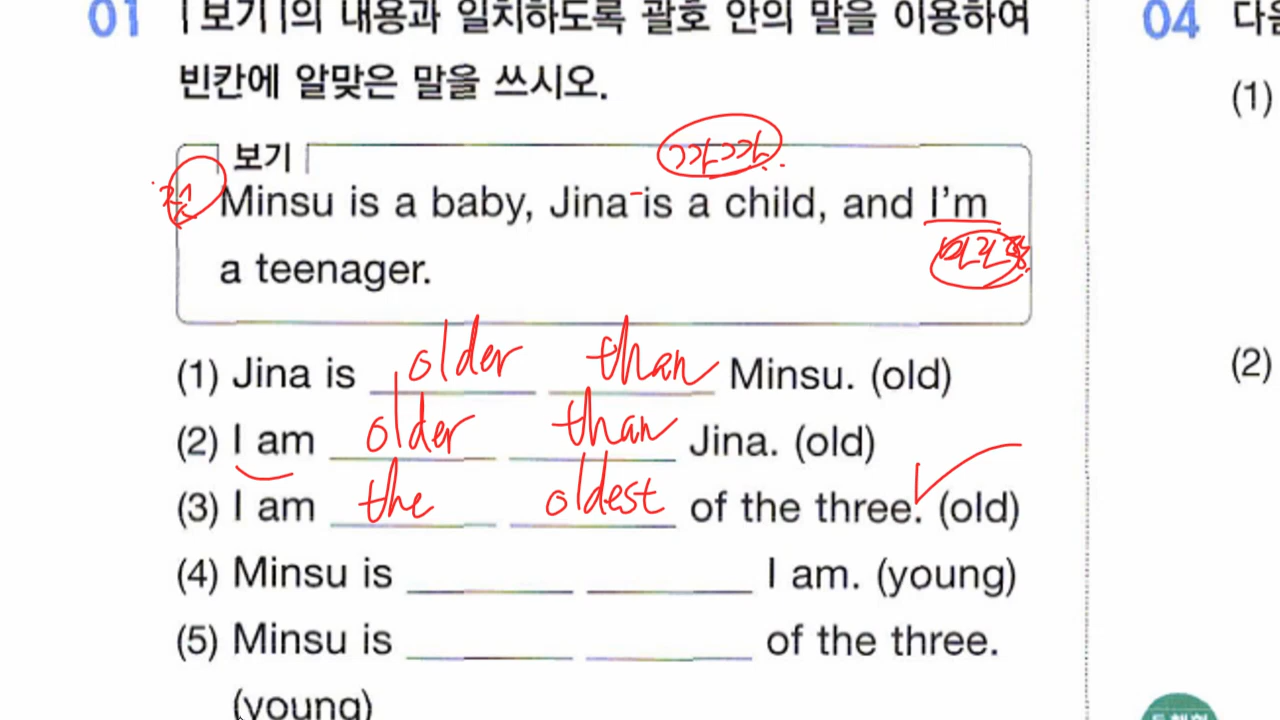 01 |보기|의 내용과 일치하도록 괄호 안의 말을 이용하여
빈칸에 알맞은 말을 쓰시오.
보기
Minsu is a baby, Jina is a child, and I'm
a teenager.
(1) Jina is older than Minsu. (old)
(2) I am older than Jina. (old)
(3) I am the oldest of the three. (old)
(4) Minsu is I am. (young)
(5) Minsu is of the three.
(young)
04 다음
(1)
(2)